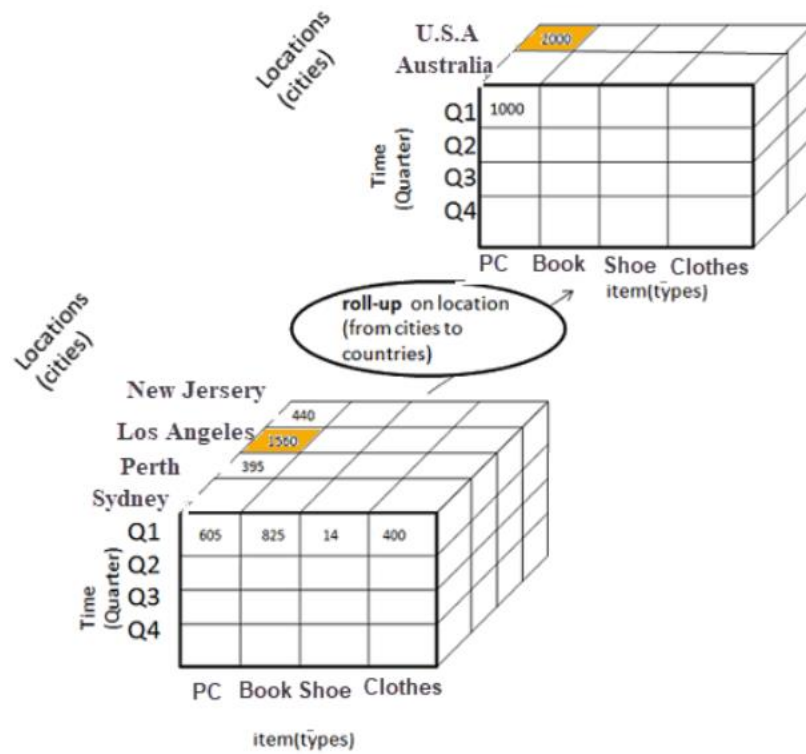 Locations
(cities)
U.S.A
2000
Australia
Time
(Quarter)
Q1 1000
Q2
Q3
Q4
PC Book Shoe Clothes
item(types)
roll-up on location
(from cities to
countries)
Locations
(cities)
New Jersery
440
Los Angeles
1560
Perth
395
Sydney
Time
(Quarter)
Q1 605 825 14 400
Q2
Q3
Q4
PC Book Shoe Clothes
item(types)